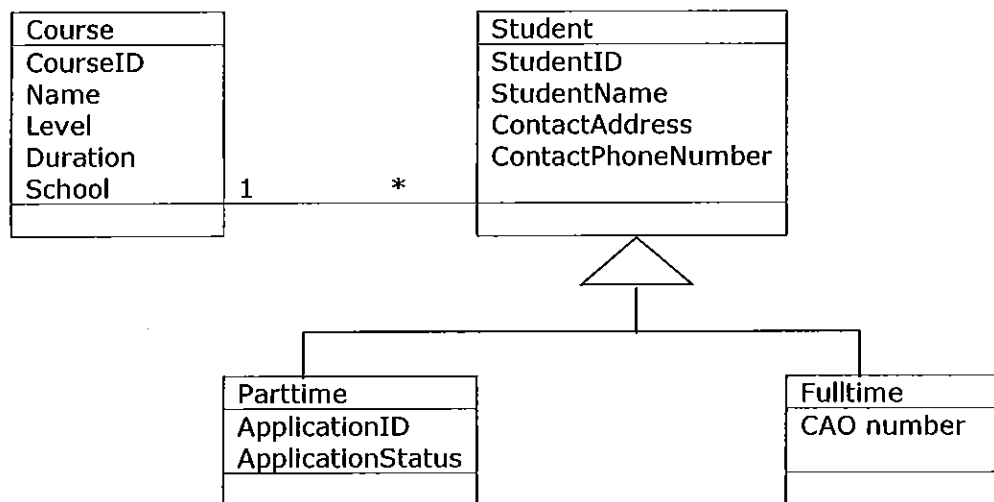 Course
CourseID
Name
Level
Duration
School
1
*
Student
StudentID
StudentName
ContactAddress
ContactPhoneNumber
Parttime
ApplicationID
ApplicationStatus
Fulltime
CAO number